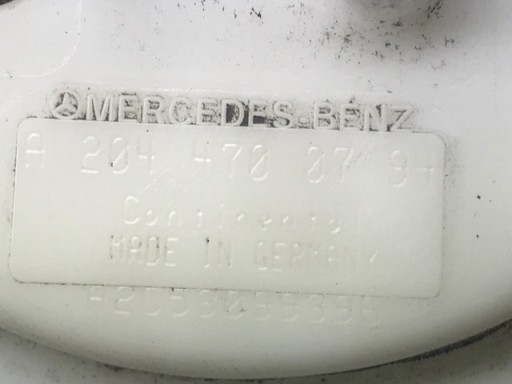 MERCEDES-BENZ
A 204 470 07 94
Continental
MADE IN GERMANY